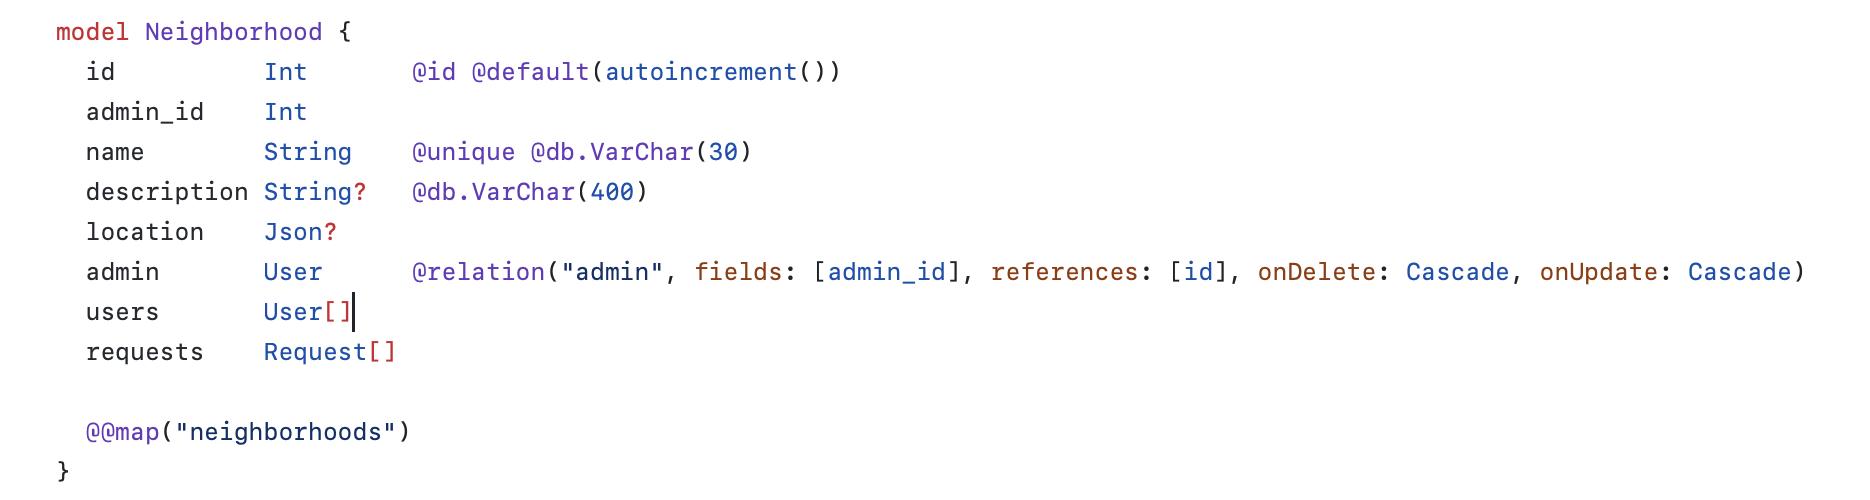 model Neighborhood {
  id          Int       @id @default(autoincrement())
  admin_id    Int
  name        String    @unique @db.VarChar(30)
  description String?   @db.VarChar(400)
  location    Json?
  admin       User      @relation("admin", fields: [admin_id], references: [id], onDelete: Cascade, onUpdate: Cascade)
  users       User[]
  requests    Request[]

  @@map("neighborhoods")
}